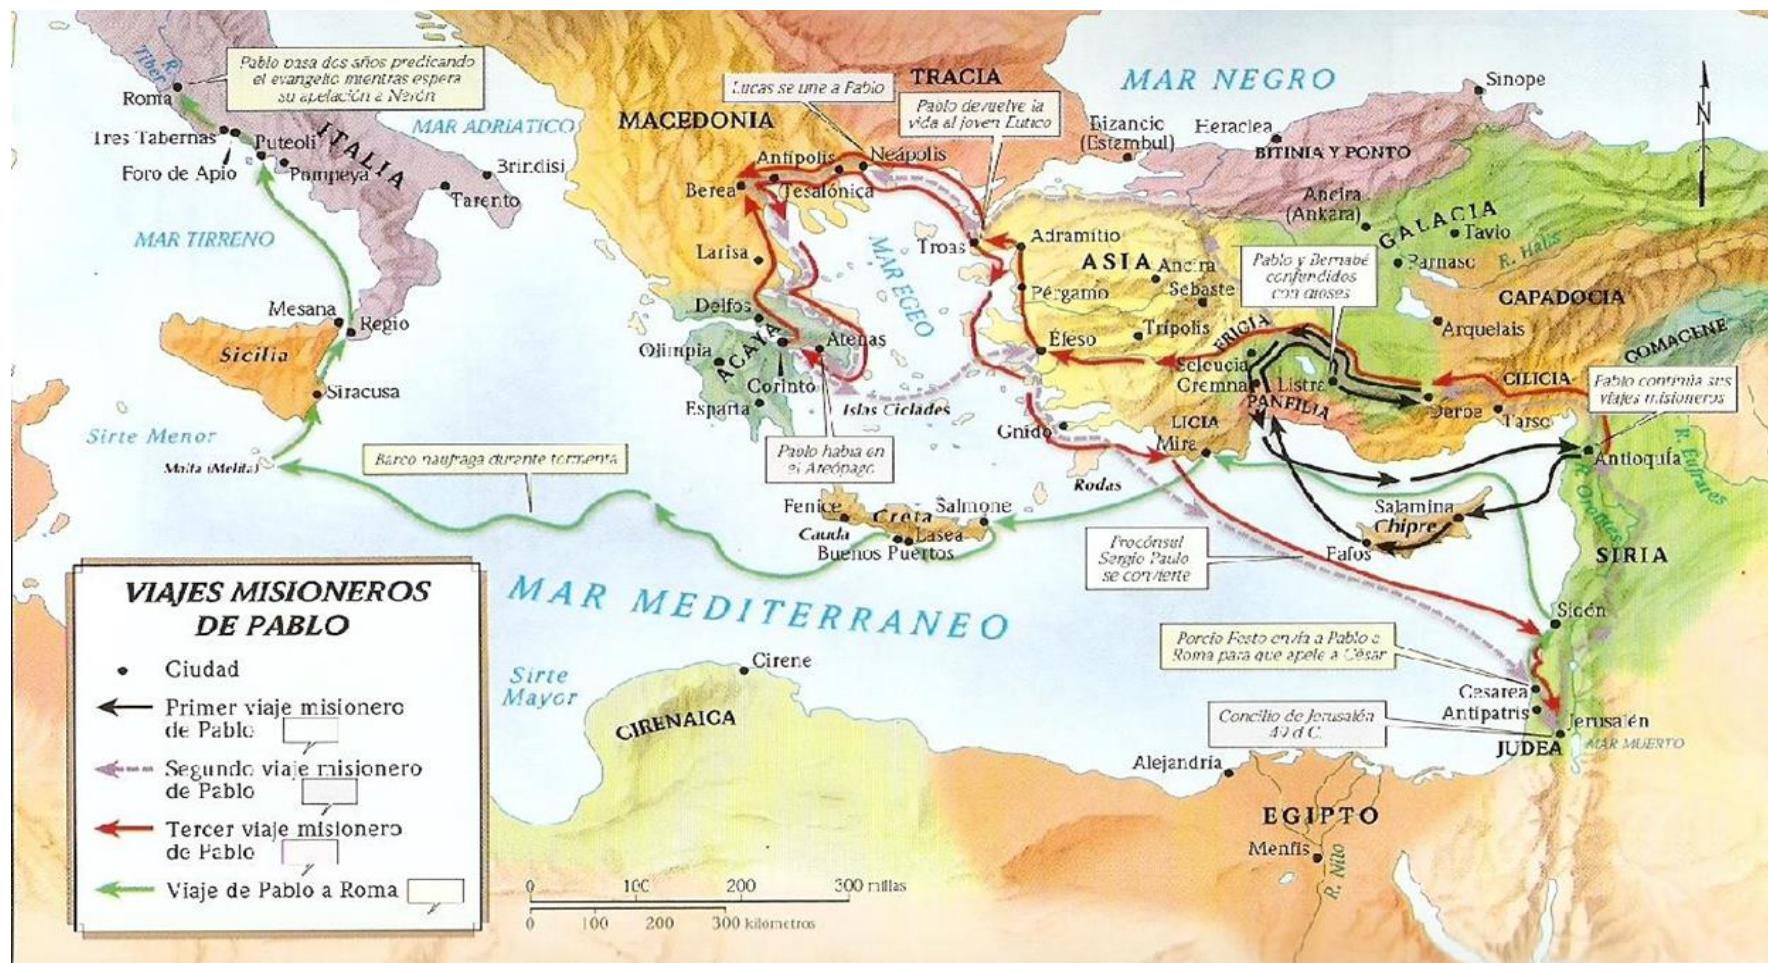 Pablo pasa dos años predicando
el evangelio mientras espera
su apelación a Nerón
R. Tiber
Roma
Tres Tabernas
Foro de Apio
Puteoli
Pompeya
ITALIA
MAR ADRIATICO
Brindisi
Tarento
MAR TIRRENO
Mesana
Regio
Sicilia
Siracusa
Sirte Menor
Malta (Melita)
Barco naufraga durante tormenta
MACEDONIA
TRACIA
Lucas se une a Pablo
Pablo devuelve la
vida al joven Eutico
MAR NEGRO
Sinope
Bizancio
(Estambul)
Heraclea
BITINIA Y PONTO
Antípolis
Neápolis
Berea
Tesalónica
Larisa
Troas
MAR EGEO
Adramitio
ASIA
Ancira
Sebaste
Pérgamo
Trípolis
Éfeso
Ancira
(Ankara)
GALACIA
Tavio
R. Halis
Parnaso
Pablo y Bernabé
confundidos
con dioses
CAPADOCIA
Arquelais
COMAGENE
Delfos
ACAYA
Atenas
Olimpia
Corinto
Esparta
Islas Ciclades
Pablo habla en
el Areópago
FRIGIA
Seleucia
Cremna
Listra
PANFILIA
Derbe
CILICIA
Tarso
Pablo continúa sus
viajes misioneros
LICIA
Mira
Gnido
Rodas
Antioquía
R. Eufrates
R. Orontes
SIRIA
Salamina
Chipre
Pafos
Fenice
Creta
Salmone
Cauda
Lasea
Buenos Puertos
Procónsul
Sergio Paulo
se convierte
MAR MEDITERRANEO
Sidón
Porcio Festo envía a Pablo a
Roma para que apele a César
Cesarea
Antipatris
Concilio de Jerusalén
49 d C.
Jerusalén
JUDEA
MAR MUERTO
Sirte
Mayor
Cirene
CIRENAICA
Alejandría
EGIPTO
Menfis
R. Nilo
VIAJES MISIONEROS
DE PABLO
Ciudad
Primer viaje misionero
de Pablo
Segundo viaje misionero
de Pablo
Tercer viaje misionero
de Pablo
Viaje de Pablo a Roma
0 100 200 300 millas
0 100 200 300 kilómetros
N